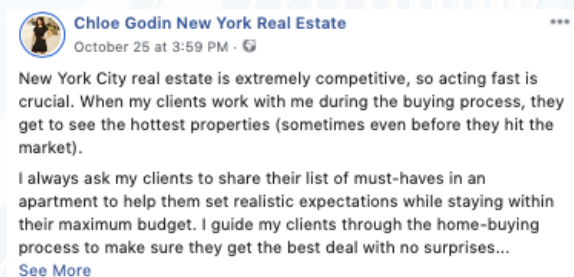 Chloe Godin New York Real Estate
October 25 at 3:59 PM ·
New York City real estate is extremely competitive, so acting fast is
crucial. When my clients work with me during the buying process, they
get to see the hottest properties (sometimes even before they hit the
market).
I always ask my clients to share their list of must-haves in an
apartment to help them set realistic expectations while staying within
their maximum budget. I guide my clients through the home-buying
process to make sure they get the best deal with no surprises...
See More